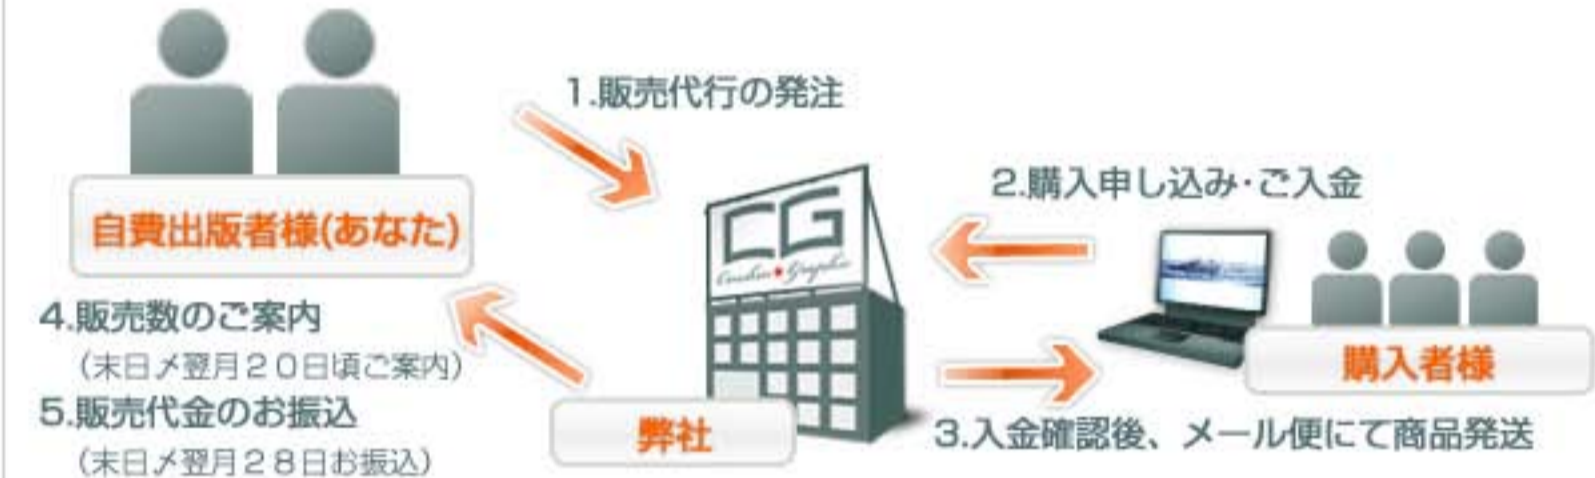 1.販売代行の発注
2.購入申し込み･ご入金
CG
自費出版者様(あなた)
4.販売数のご案内
（末日〆翌月２０日頃ご案内）
購入者様
5.販売代金のお振込
弊社
3.入金確認後、メール便にて商品発送
（末日〆翌月２８日お振込）